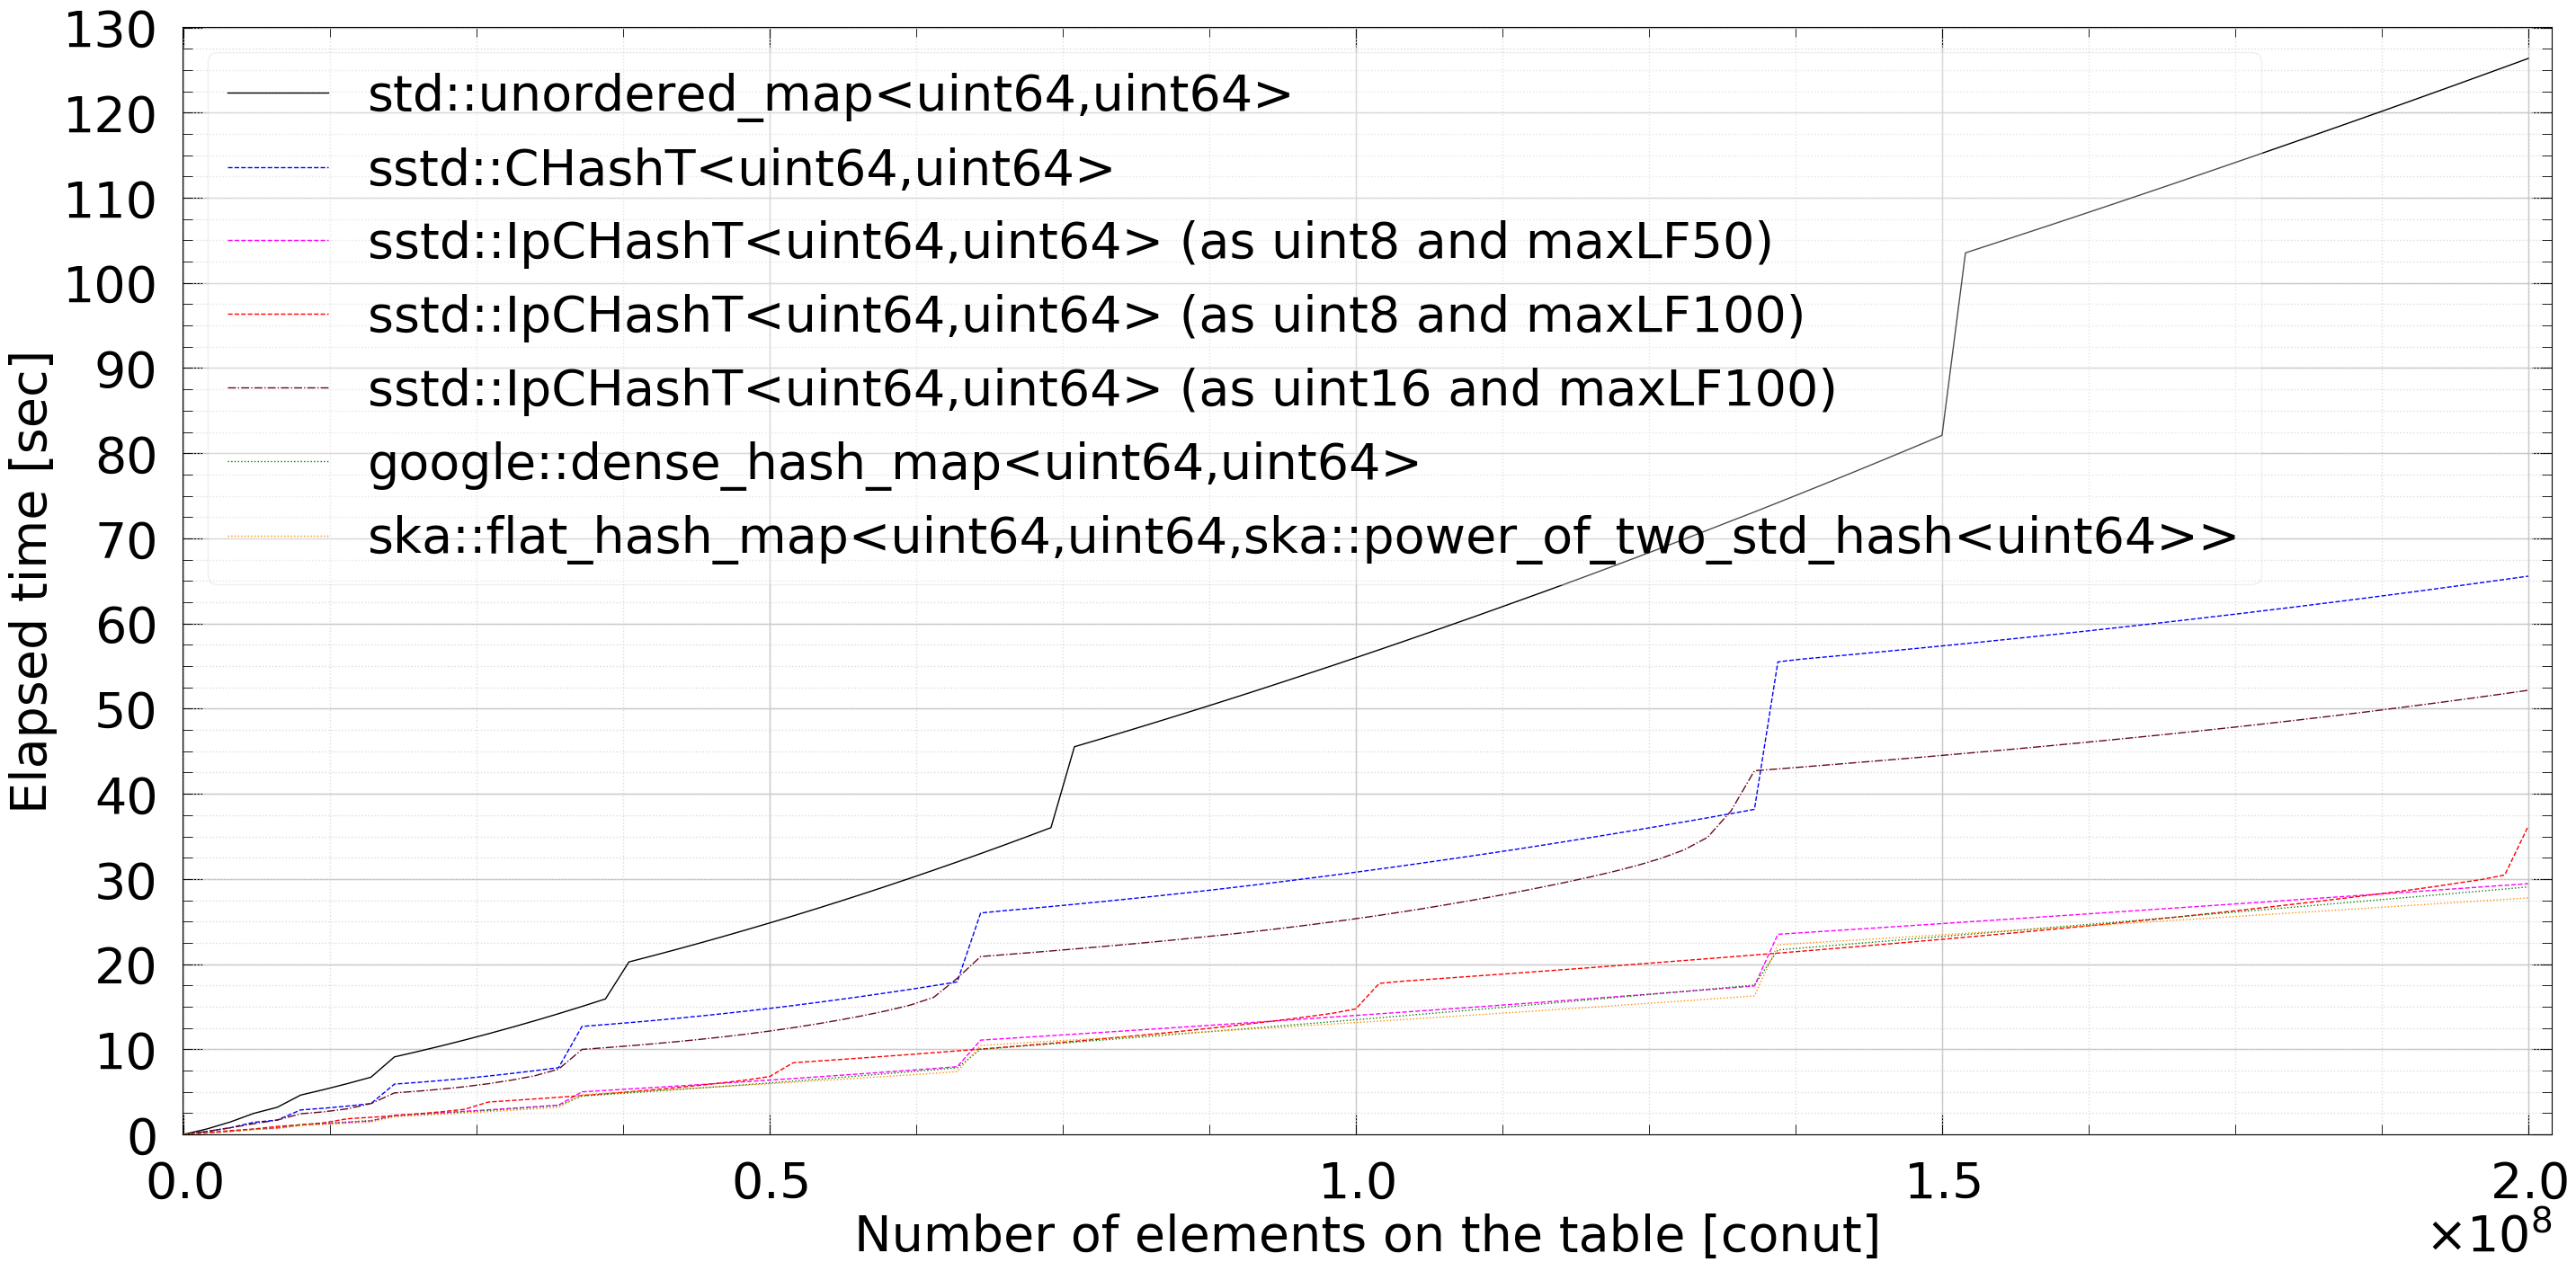 130
120
110
100
90
80
70
60
50
40
30
20
10
0
Elapsed time [sec]
std::unordered_map<uint64,uint64>
sstd::CHashT<uint64,uint64>
sstd::IpCHashT<uint64,uint64> (as uint8 and maxLF50)
sstd::IpCHashT<uint64,uint64> (as uint8 and maxLF100)
sstd::IpCHashT<uint64,uint64> (as uint16 and maxLF100)
google::dense_hash_map<uint64,uint64>
ska::flat_hash_map<uint64,uint64,ska::power_of_two_std_hash<uint64>>
0.0 0.5 1.0 1.5 2.0
×10⁸
Number of elements on the table [conut]